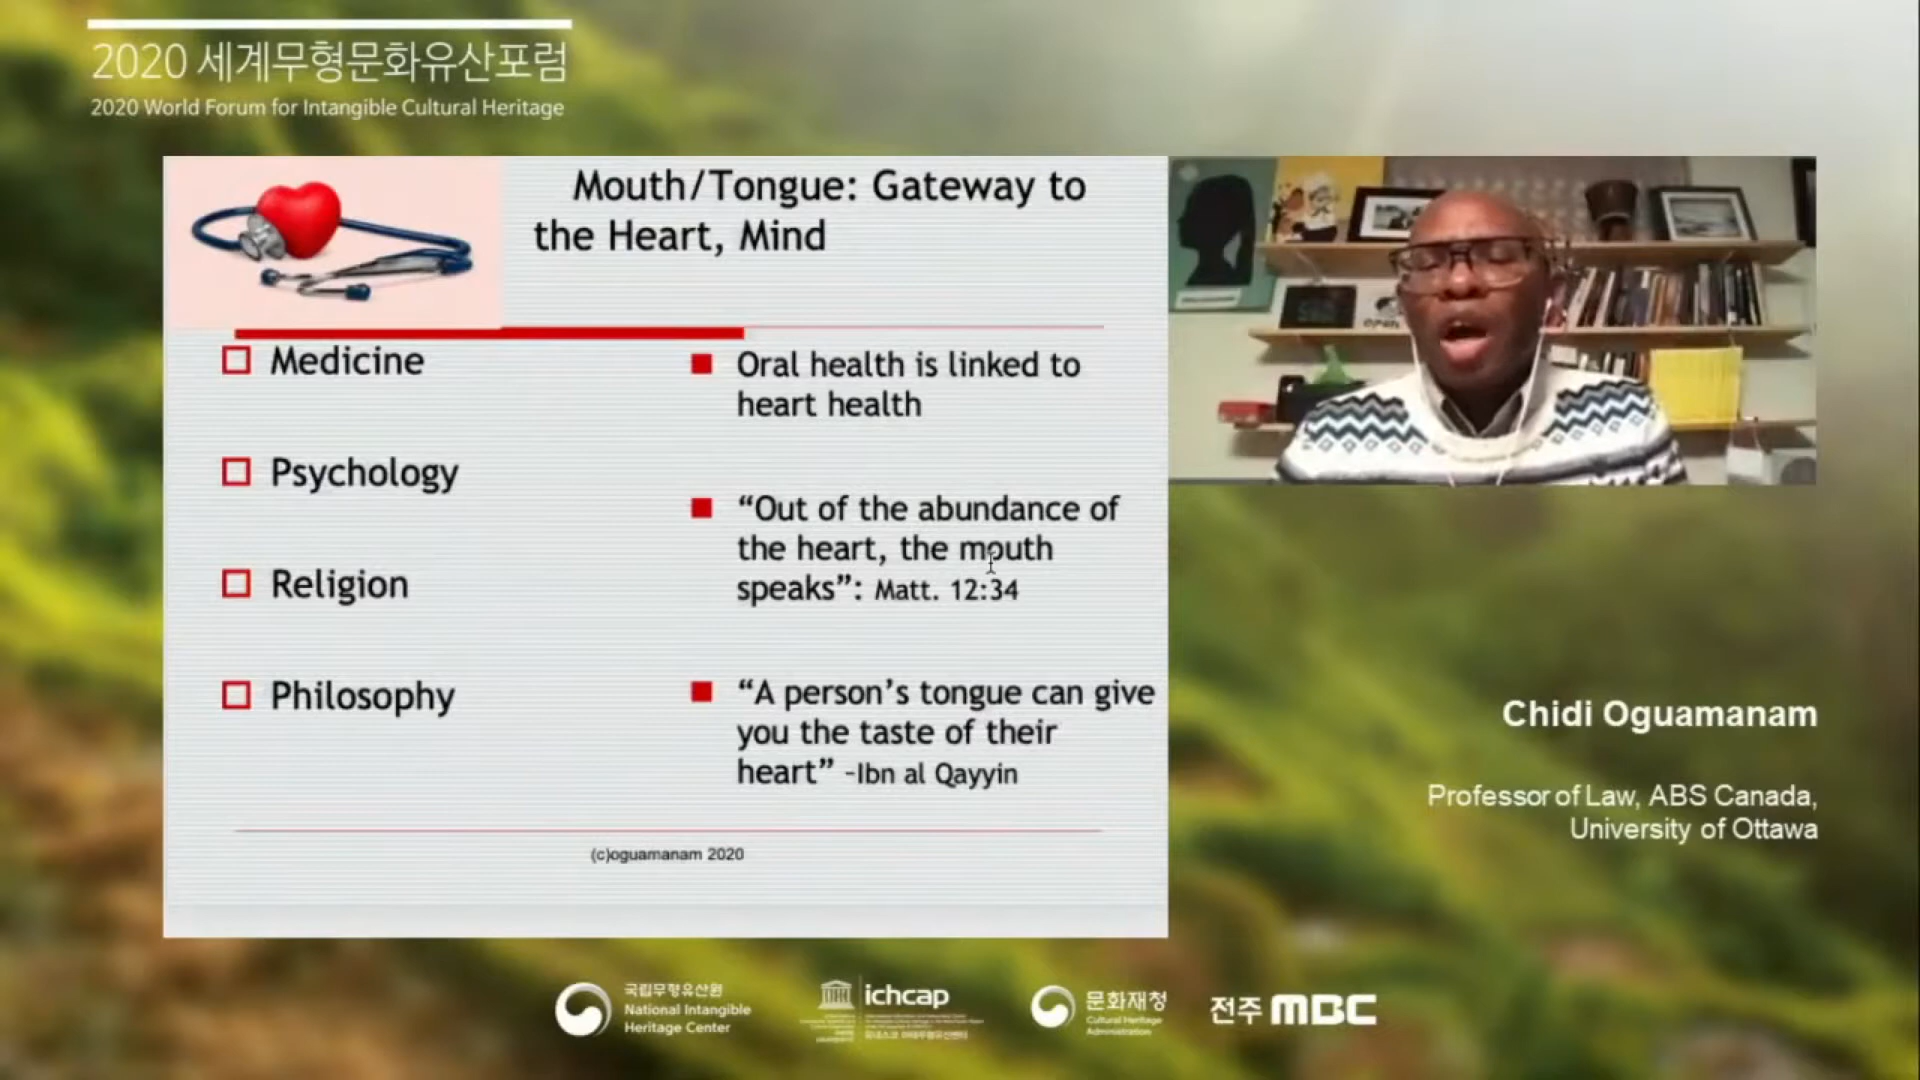 2020 세계무형문화유산포럼
2020 World Forum for Intangible Cultural Heritage
Mouth/Tongue: Gateway to
the Heart, Mind
Medicine
Psychology
Religion
Philosophy
Oral health is linked to
heart health
“Out of the abundance of
the heart, the mouth
speaks”: Matt. 12:34
“A person’s tongue can give
you the taste of their
heart” -Ibn al Qayyin
(c)oguamanam 2020
open
Chidi Oguamanam
Professor of Law, ABS Canada,
University of Ottawa
국립무형유산원
National Intangible
Heritage Center
ichcap
문화재청
Cultural Heritage
Administration
전주 MBC